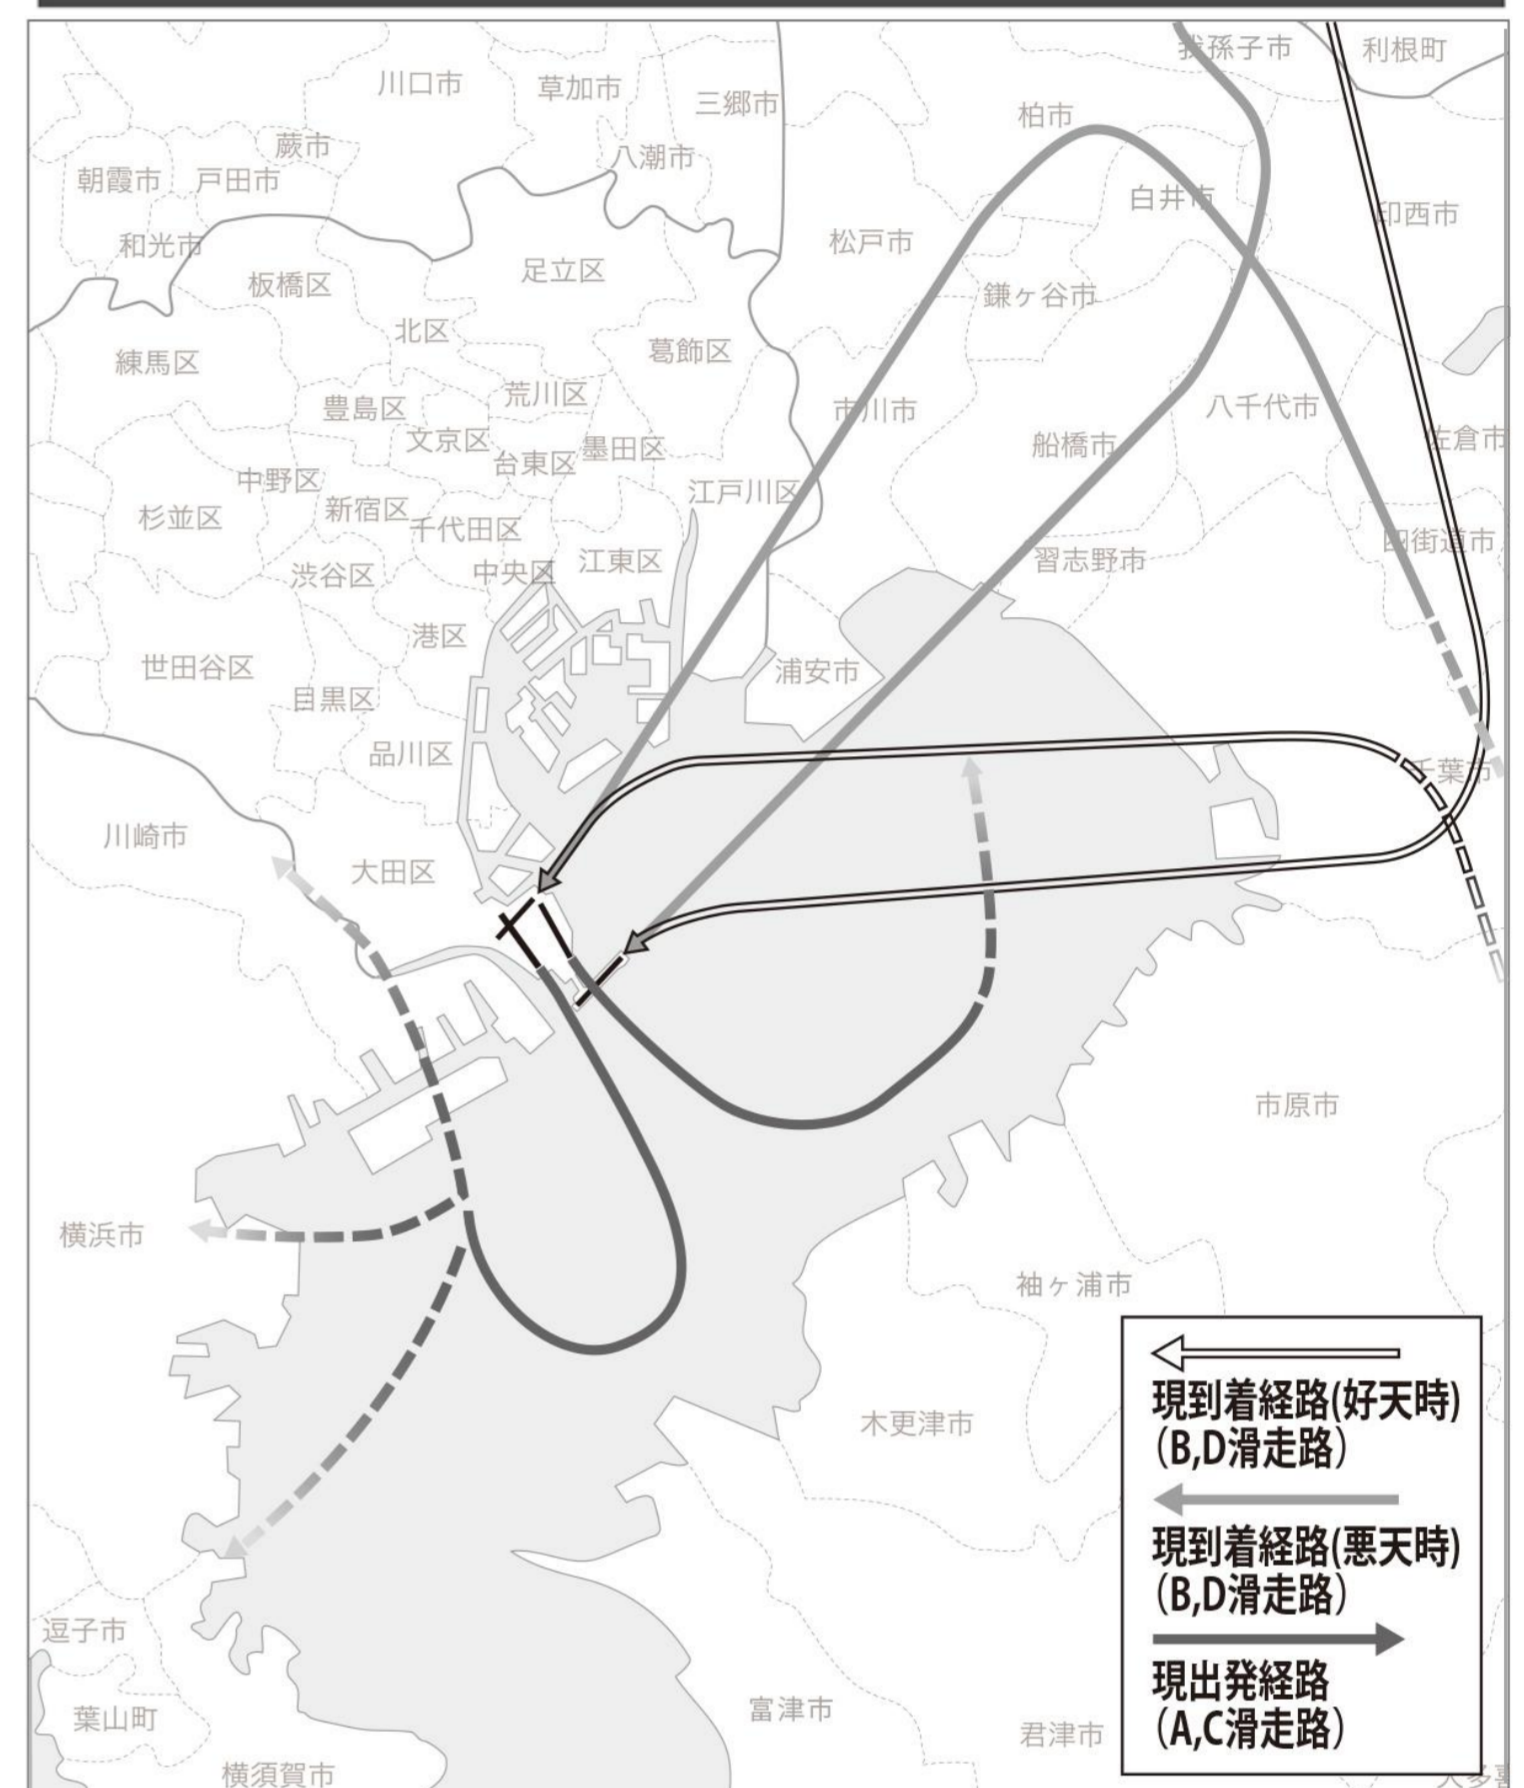 我孫子市
利根町
川口市
草加市
三郷市
柏市
蕨市
八潮市
朝霞市
戸田市
白井市
印西市
和光市
松戸市
板橋区
足立区
鎌ヶ谷市
北区
練馬区
葛飾区
荒川区
豊島区
市川市
八千代市
文京区
台東区
墨田区
船橋市
佐倉市
中野区
江戸川区
杉並区
新宿区
千代田区
四街道市
渋谷区
中央区
江東区
習志野市
港区
世田谷区
目黒区
浦安市
品川区
千葉市
川崎市
大田区
市原市
横浜市
袖ヶ浦市
木更津市
逗子市
葉山町
富津市
君津市
横須賀市
現到着経路(好天時)
（B,D滑走路）
現到着経路(悪天時)
（B,D滑走路）
現出発経路
（A,C滑走路）